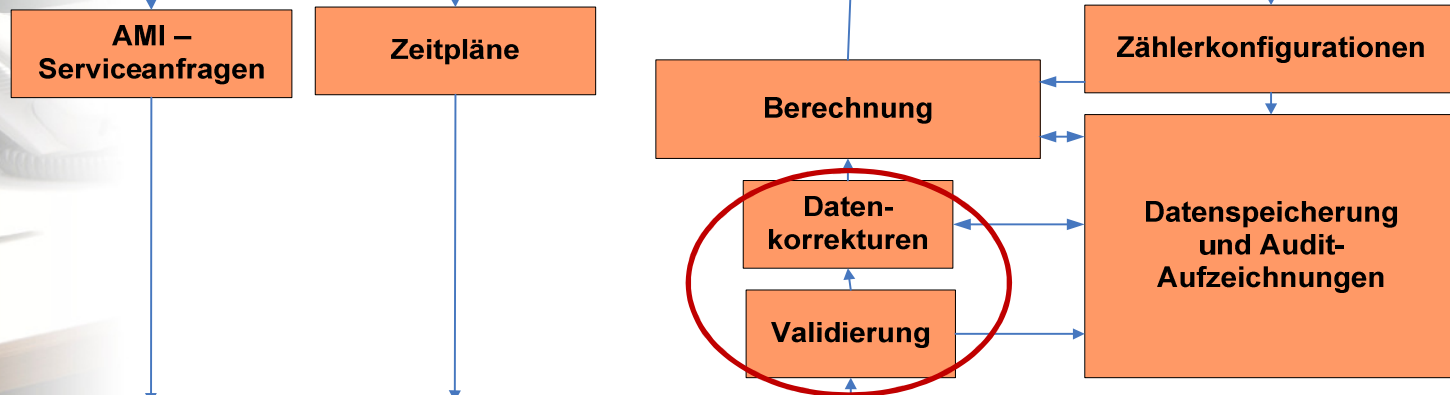 AMI –
Serviceanfragen
Zeitpläne
Zählerkonfigurationen
Berechnung
Daten-
korrekturen
Datenspeicherung
und Audit-
Aufzeichnungen
Validierung